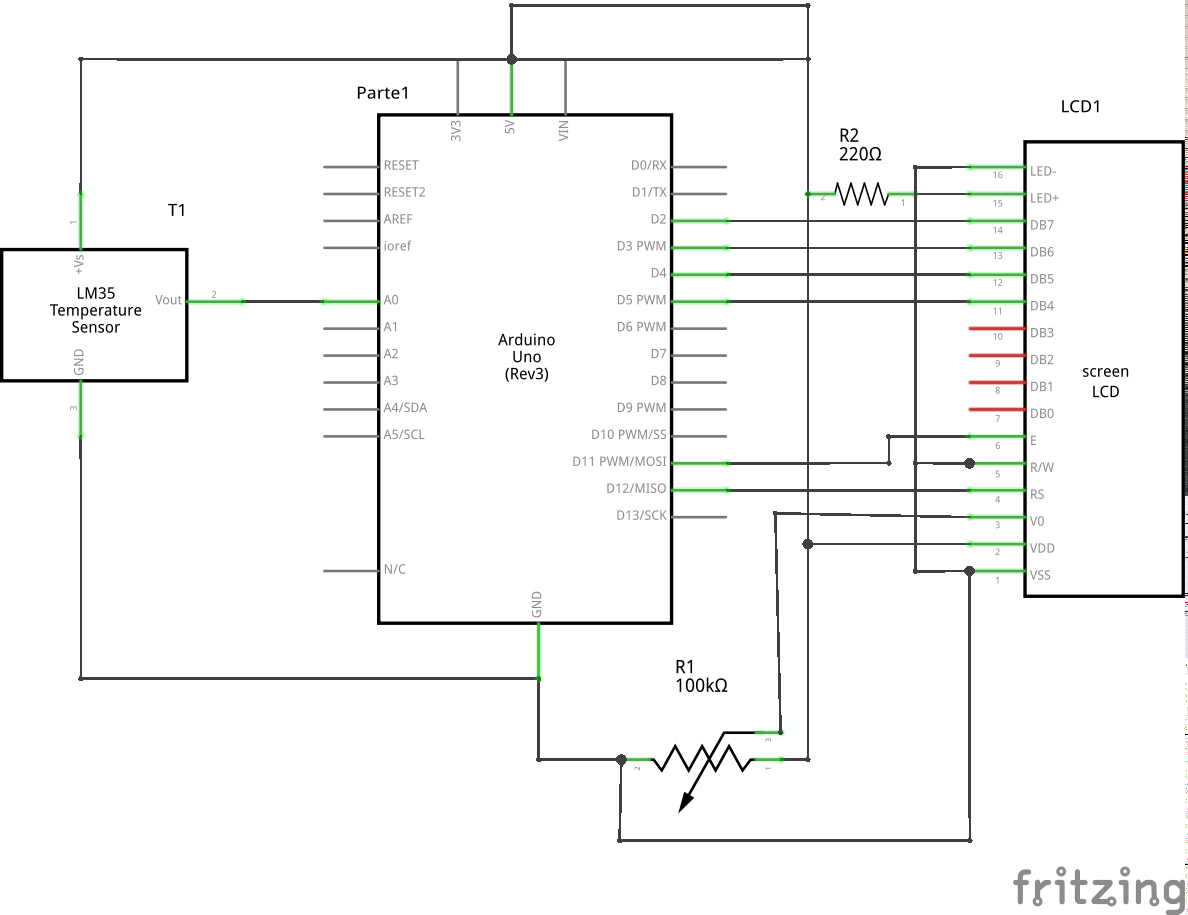 Parte1
LCD1
3V3
5V
VIN
R2
220Ω
T1
RESET
RESET2
AREF
ioref
A0
A1
A2
A3
A4/SDA
A5/SCL
N/C
D0/RX
D1/TX
D2
D3 PWM
D4
D5 PWM
D6 PWM
D7
D8
D9 PWM
D10 PWM/SS
D11 PWM/MOSI
D12/MISO
D13/SCK
GND
Arduino
Uno
(Rev3)
1
+Vs
LM35
Temperature
Sensor
Vout
2
GND
3
2
1
16 LED-
15 LED+
14 DB7
13 DB6
12 DB5
11 DB4
10 DB3
9 DB2
8 DB1
7 DB0
6 E
5 R/W
4 RS
3 V0
2 VDD
1 VSS
screen
LCD
R1
100kΩ
3
2
1
fritzing